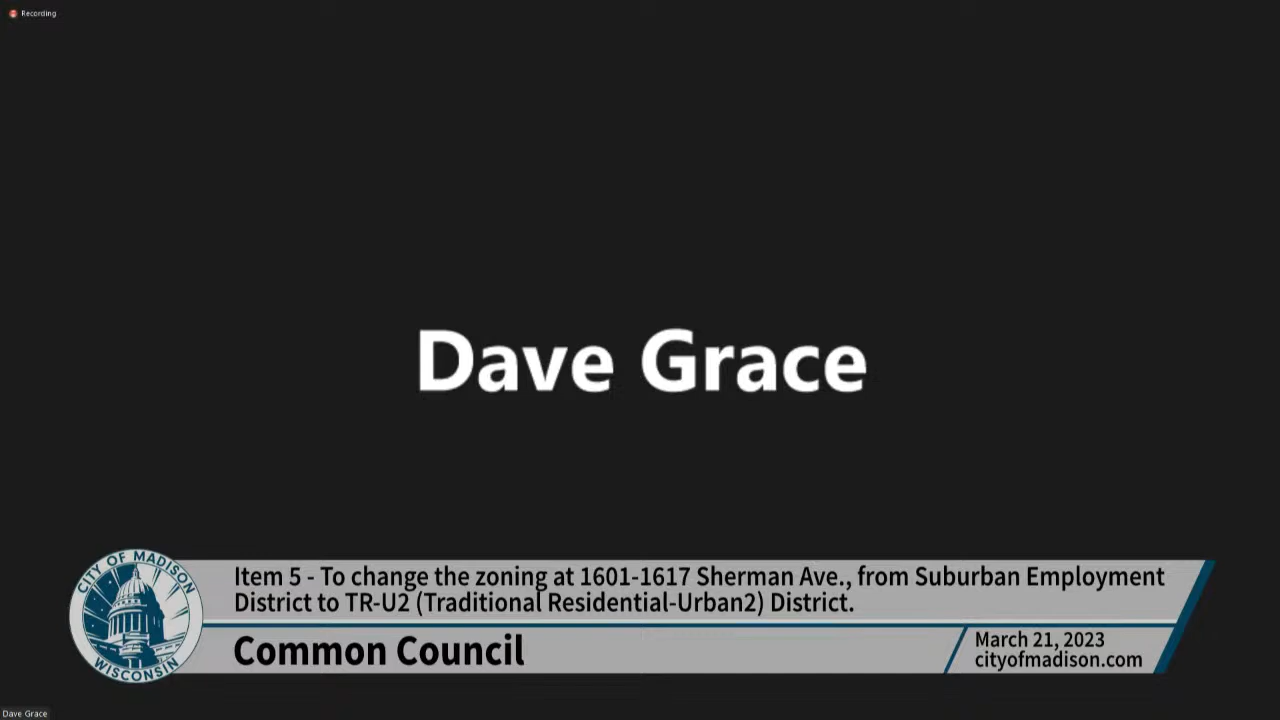 Recording
Dave Grace
CITY OF MADISON
WISCONSIN
Item 5 - To change the zoning at 1601-1617 Sherman Ave., from Suburban Employment
District to TR-U2 (Traditional Residential-Urban2) District.
Common Council
March 21, 2023
cityofmadison.com
Dave Grace